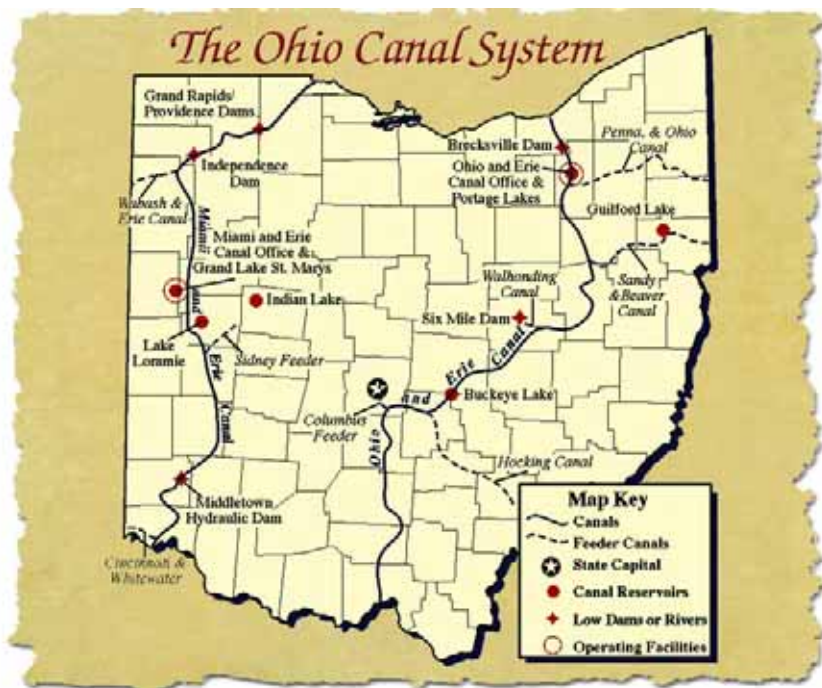 The Ohio Canal System
Grand Rapids/
Providence Dams
Independence
Dam
Wabash &
Erie Canal
Miami and Erie Canal
Miami and Erie
Canal Office &
Grand Lake St. Marys
Indian Lake
Lake
Lorammie
Sidney Feeder
Middletown
Hydraulic Dam
Cincinnati &
Whitewater
Brecksville Dam
Ohio and Erie
Canal Office &
Portage Lakes
Penna. & Ohio
Canal
Guilford Lake
Sandy
& Beaver
Canal
Walhonding
Canal
Six Mile Dam
Ohio and Erie Canal
Buckeye Lake
Columbus
Feeder
Hocking Canal
Map Key
Canals
Feeder Canals
State Capital
Canal Reservoirs
Low Dams or Rivers
Operating Facilities